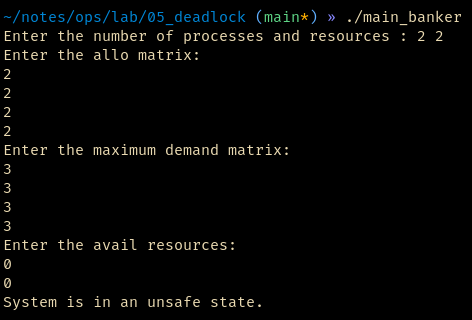 ~/notes/ops/lab/05_deadlock (main*) » ./main_banker
Enter the number of processes and resources : 2 2
Enter the allo matrix:
2
2
2
2
Enter the maximum demand matrix:
3
3
3
3
Enter the avail resources:
0
0
System is in an unsafe state.